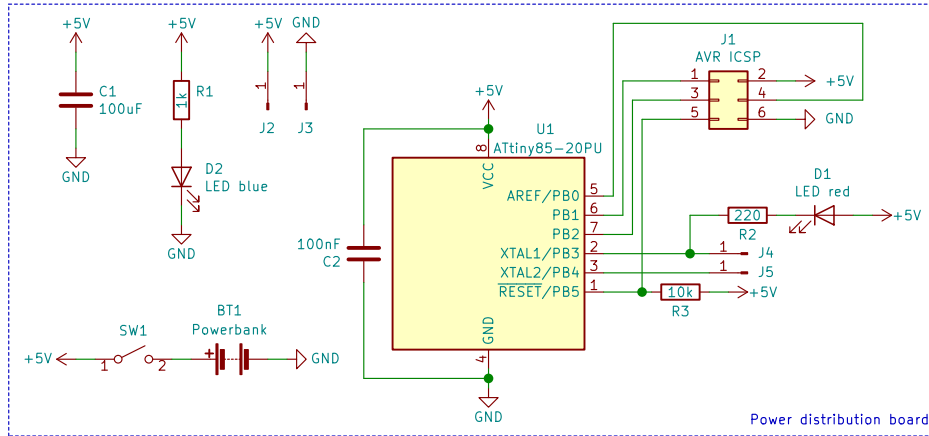 +5V
+5V
+5V
GND
C1
100uF
GND
R1
1k
D2
LED blue
GND
1
J2
1
J3
+5V
U1
ATtiny85-20PU
8
VCC
AREF/PB0 5
PB1 6
PB2 7
XTAL1/PB3 2
XTAL2/PB4 3
RESET/PB5 1
GND
4
GND
100nF
C2
J1
AVR ICSP
1 2 +5V
3 4
5 6 GND
D1
LED red
220
R2
+5V
1 J4
1 J5
10k
R3
+5V
SW1
+5V
1 2
BT1
Powerbank
+
GND
Power distribution board